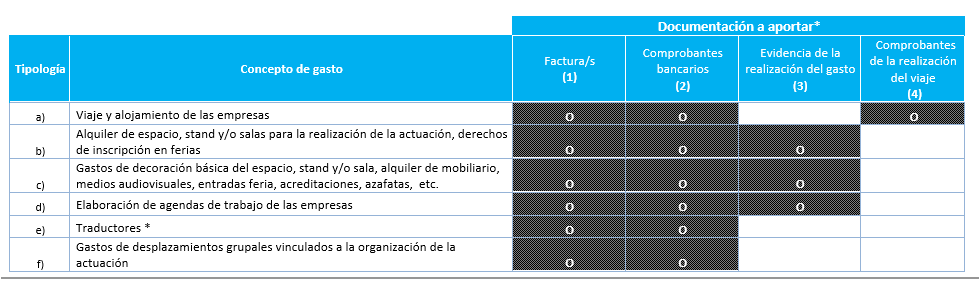 Documentación a aportar*
Tipología
Concepto de gasto
Factura/s
(1)
Comprobantes
bancarios
(2)
Evidencia de la
realización del gasto
(3)
Comprobantes
de la realización
del viaje
(4)
a) Viaje y alojamiento de las empresas O O O
b) Alquiler de espacio, stand y/o salas para la realización de la actuación, derechos
de inscripción en ferias O O O
c) Gastos de decoración básica del espacio, stand y/o sala, alquiler de mobiliario,
medios audiovisuales, entradas feria, acreditaciones, azafatas, etc. O O O
d) Elaboración de agendas de trabajo de las empresas O O O
e) Traductores * O O
f) Gastos de desplazamientos grupales vinculados a la organización de la
actuación O O